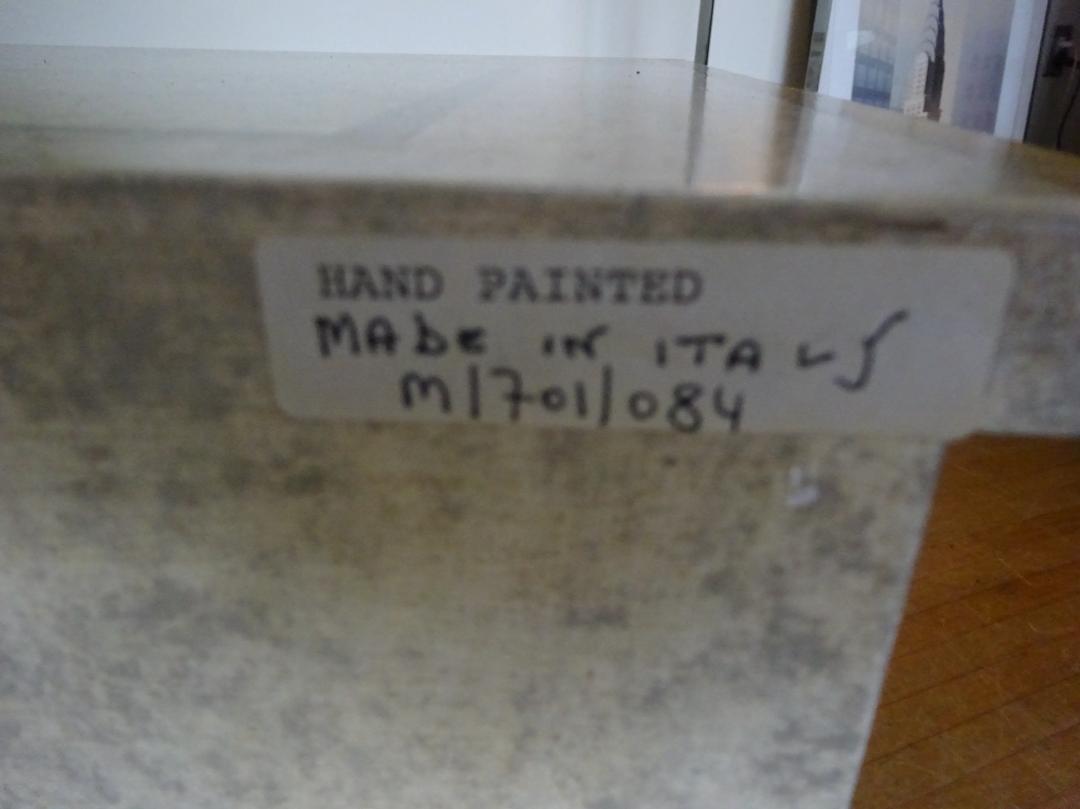 HAND PAINTED
MAdE IN ITALY
M/701/084